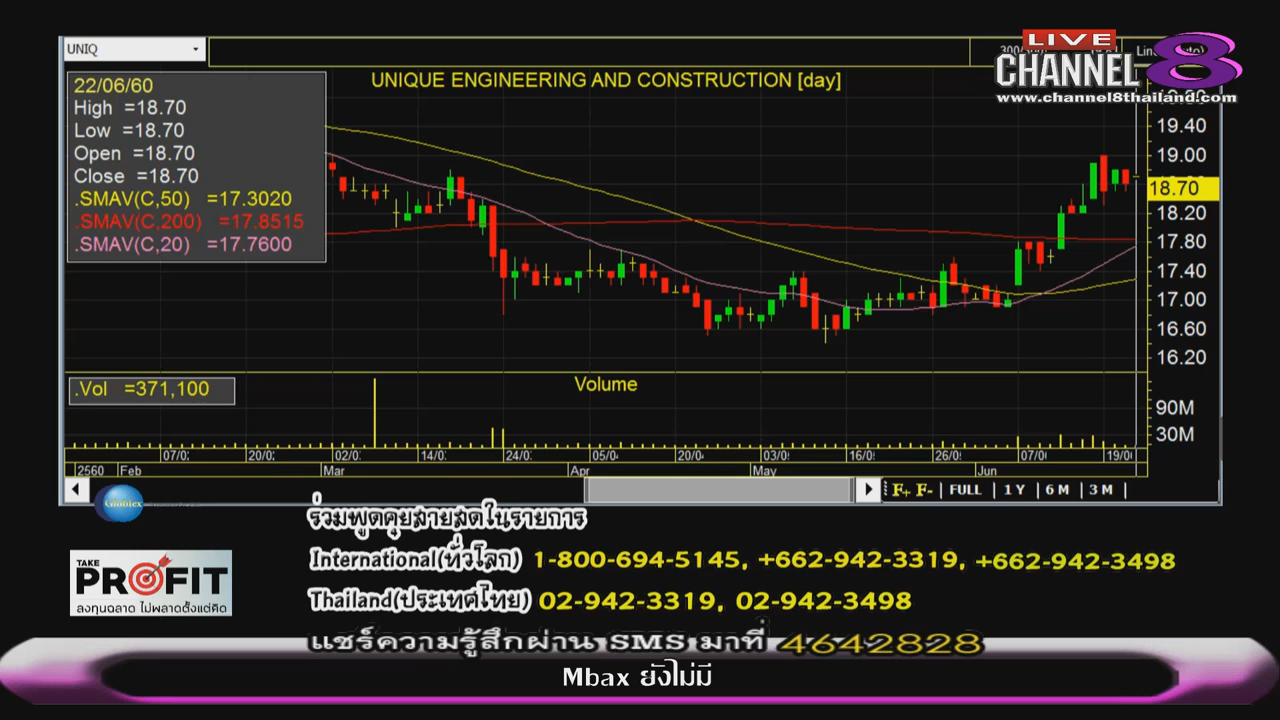 UNIQ
LIVE
CHANNEL 8
www.channel8thailand.com
UNIQUE ENGINEERING AND CONSTRUCTION [day]
22/06/60
High =18.70
Low =18.70
Open =18.70
Close =18.70
.SMAV(C,50) =17.3020
.SMAV(C,200) =17.8515
.SMAV(C,20) =17.7600
19.40
19.00
18.70
18.20
17.80
17.40
17.00
16.60
16.20
.Vol =371,100
Volume
90M
30M
07/0 20/0 02/0 14/0 24/0 05/0 20/0 03/0 16/0 26/0 07/0 19/0
2560 Feb Mar Apr May Jun
F+ F- FULL 1 Y 6 M 3 M
Globlex
ร่วมพูดคุยสายสดในรายการ
International(ทั่วโลก) 1-800-694-5145, +662-942-3319, +662-942-3498
TAKE
PROFIT
ลงทุนฉลาด ไม่พลาดตั้งแต่คิด
Thailand(ประเทศไทย) 02-942-3319, 02-942-3498
แชร์ความรู้สึกผ่าน SMS มาที่ 4642828
Mbax ยังไม่มี